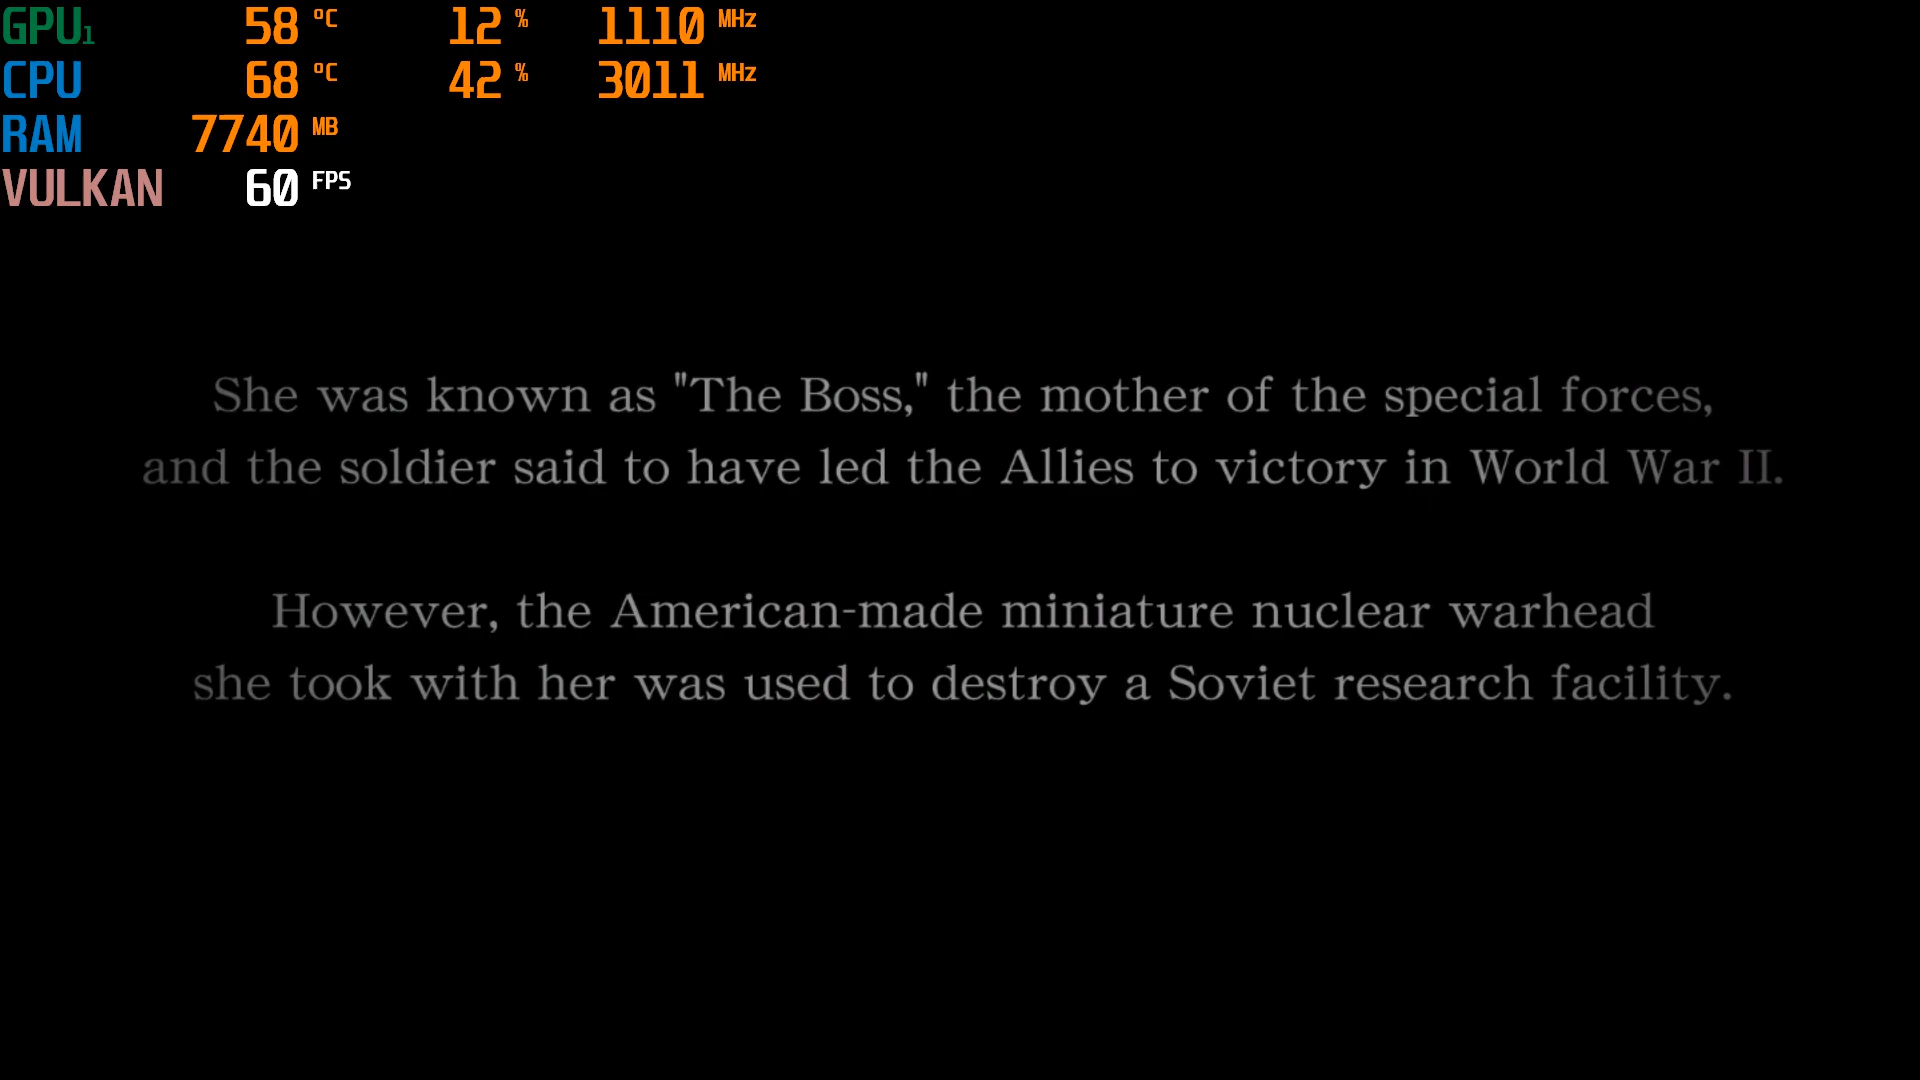 GPU1 58 °C 12 % 1110 MHz
CPU 68 °C 42 % 3011 MHz
RAM 7740 MB
VULKAN 60 FPS
She was known as "The Boss," the mother of the special forces,
and the soldier said to have led the Allies to victory in World War II.
However, the American-made miniature nuclear warhead
she took with her was used to destroy a Soviet research facility.